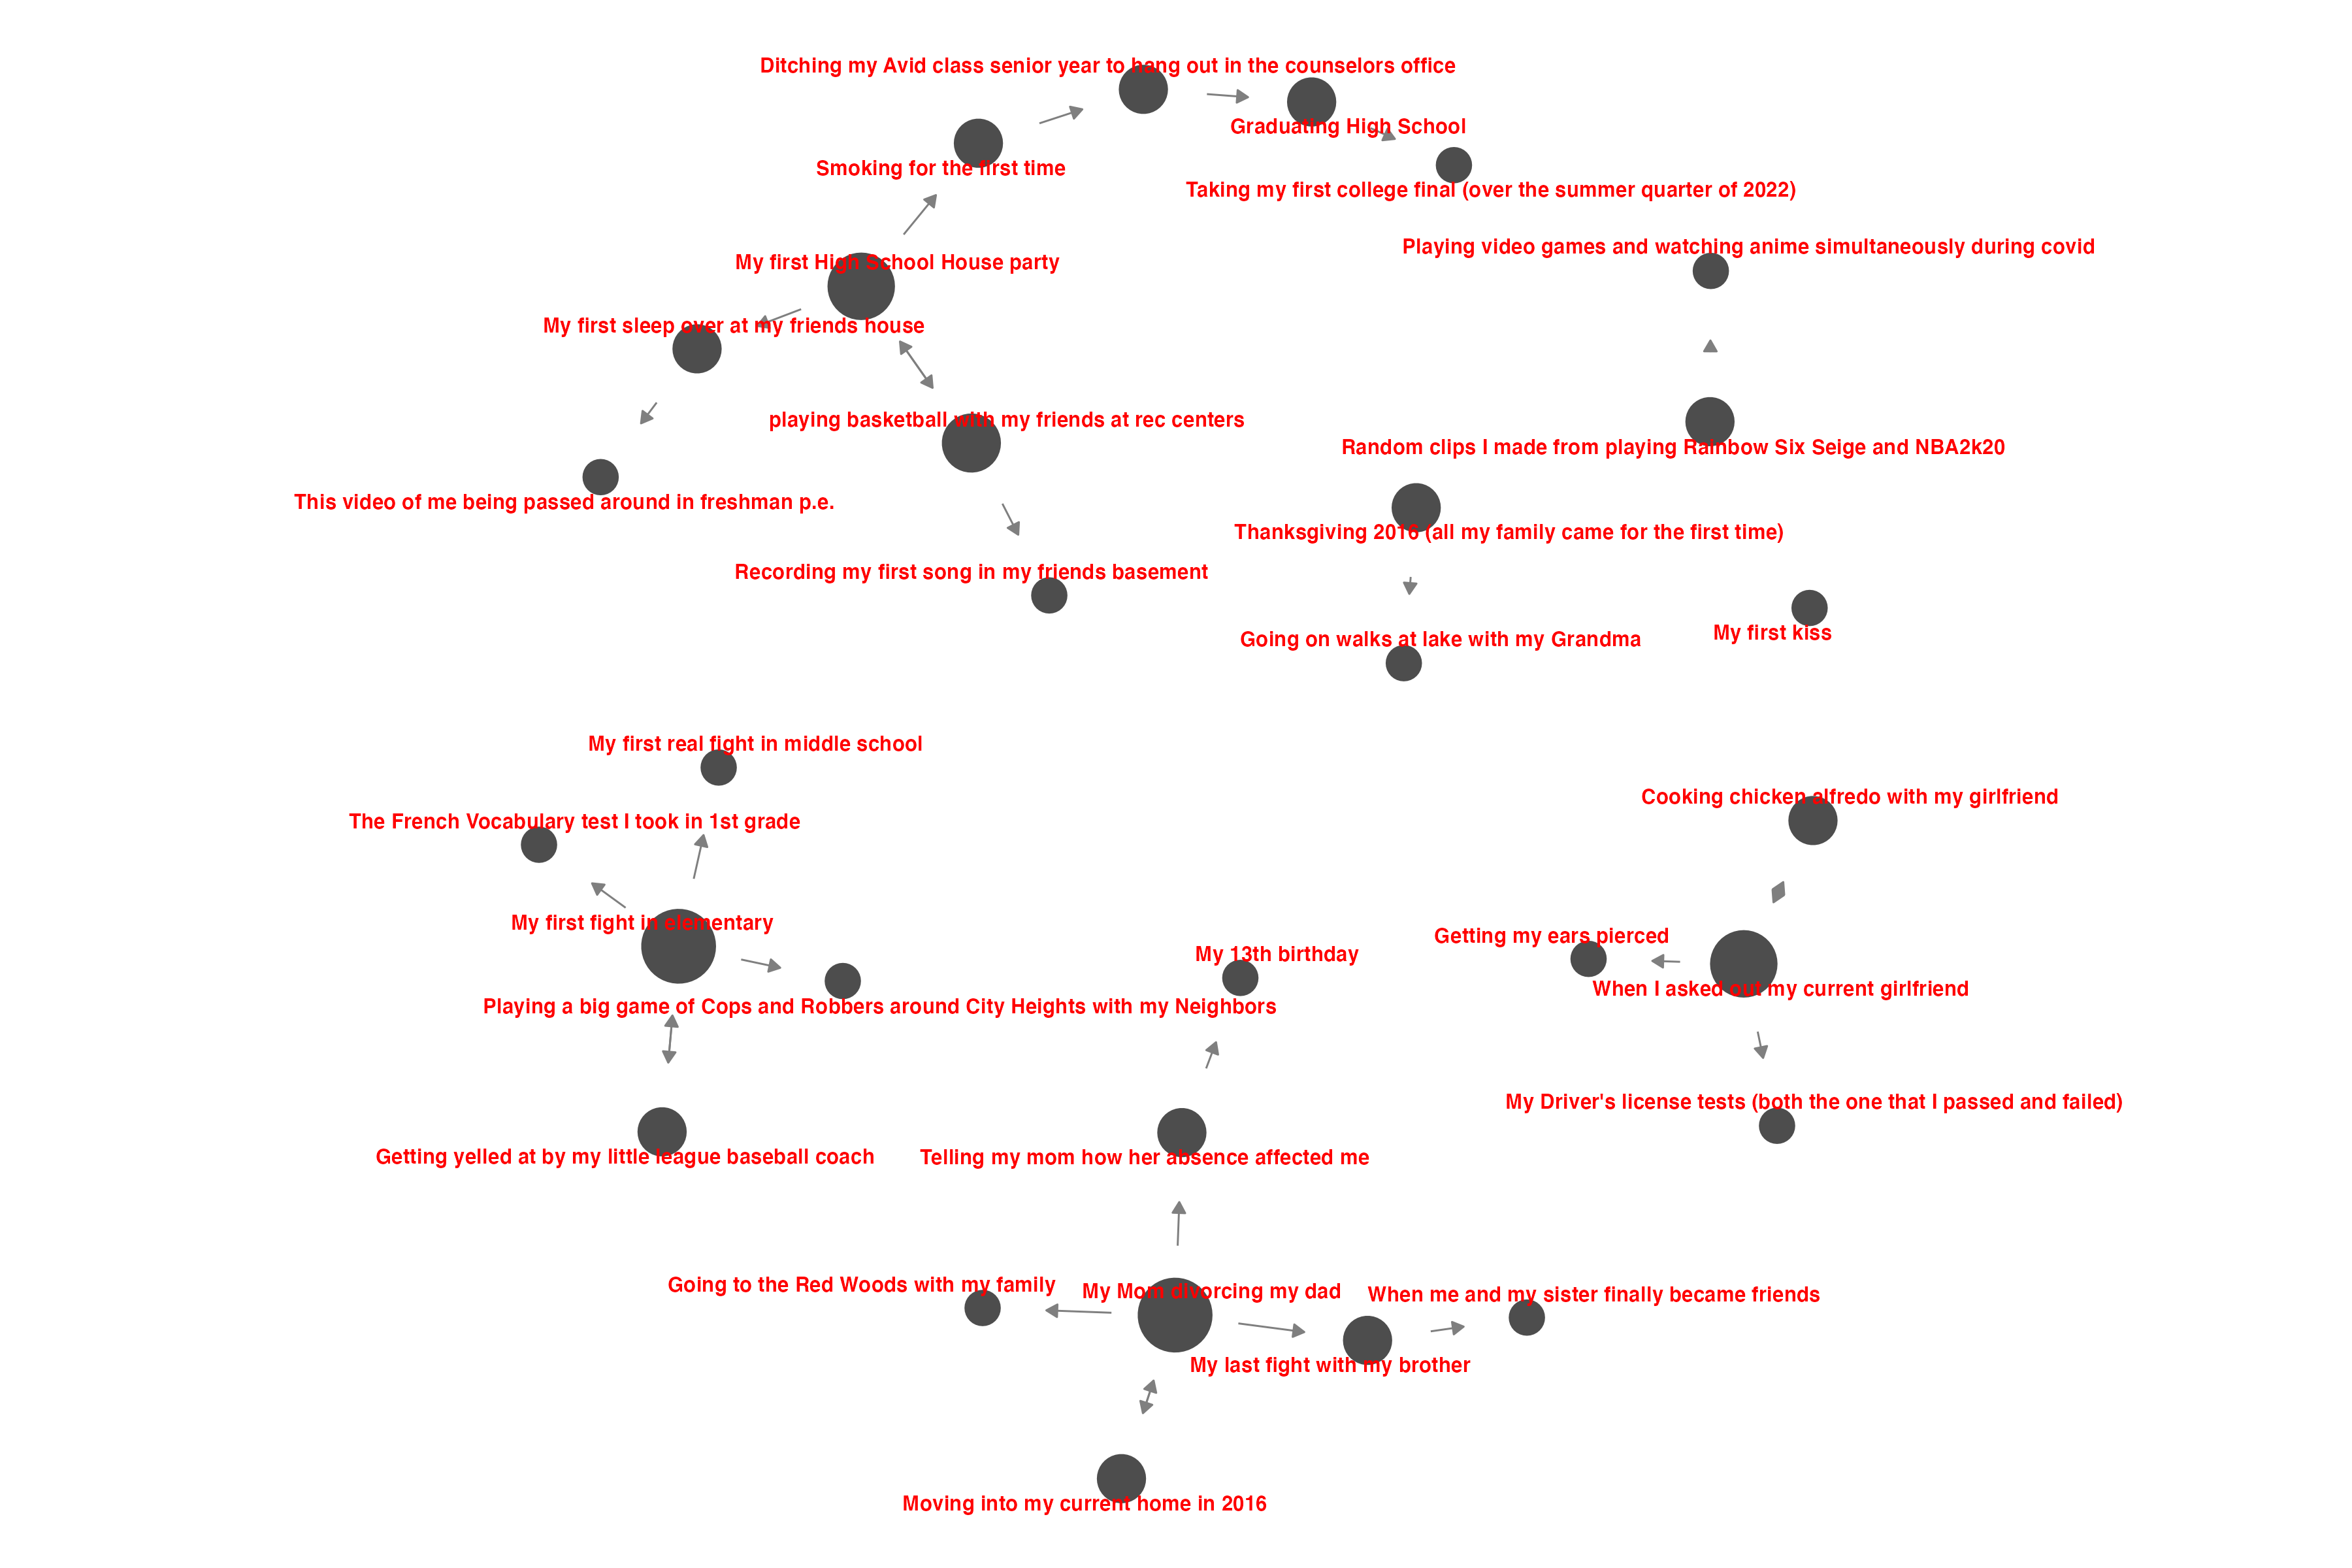 Ditching my Avid class senior year to hang out in the counselors office
Graduating High School
Smoking for the first time
Taking my first college final (over the summer quarter of 2022)
Playing video games and watching anime simultaneously during covid
My first High School House party
My first sleep over at my friends house
playing basketball with my friends at rec centers
Random clips I made from playing Rainbow Six Seige and NBA2k20
This video of me being passed around in freshman p.e.
Thanksgiving 2016 (all my family came for the first time)
Recording my first song in my friends basement
My first kiss
Going on walks at lake with my Grandma
My first real fight in middle school
Cooking chicken alfredo with my girlfriend
The French Vocabulary test I took in 1st grade
My first fight in elementary
Getting my ears pierced
My 13th birthday
When I asked out my current girlfriend
Playing a big game of Cops and Robbers around City Heights with my Neighbors
My Driver's license tests (both the one that I passed and failed)
Getting yelled at by my little league baseball coach
Telling my mom how her absence affected me
Going to the Red Woods with my family
My Mom divorcing my dad
When me and my sister finally became friends
My last fight with my brother
Moving into my current home in 2016